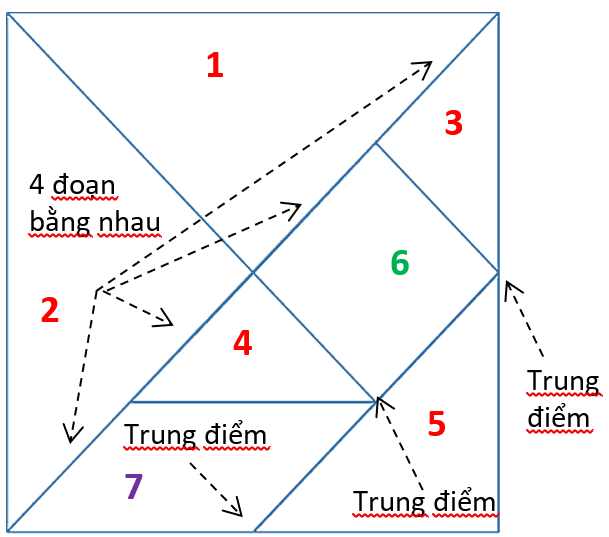 1
3
4 đoạn
bằng nhau
6
2
4
Trung
điểm
5
Trung điểm
7
Trung điểm